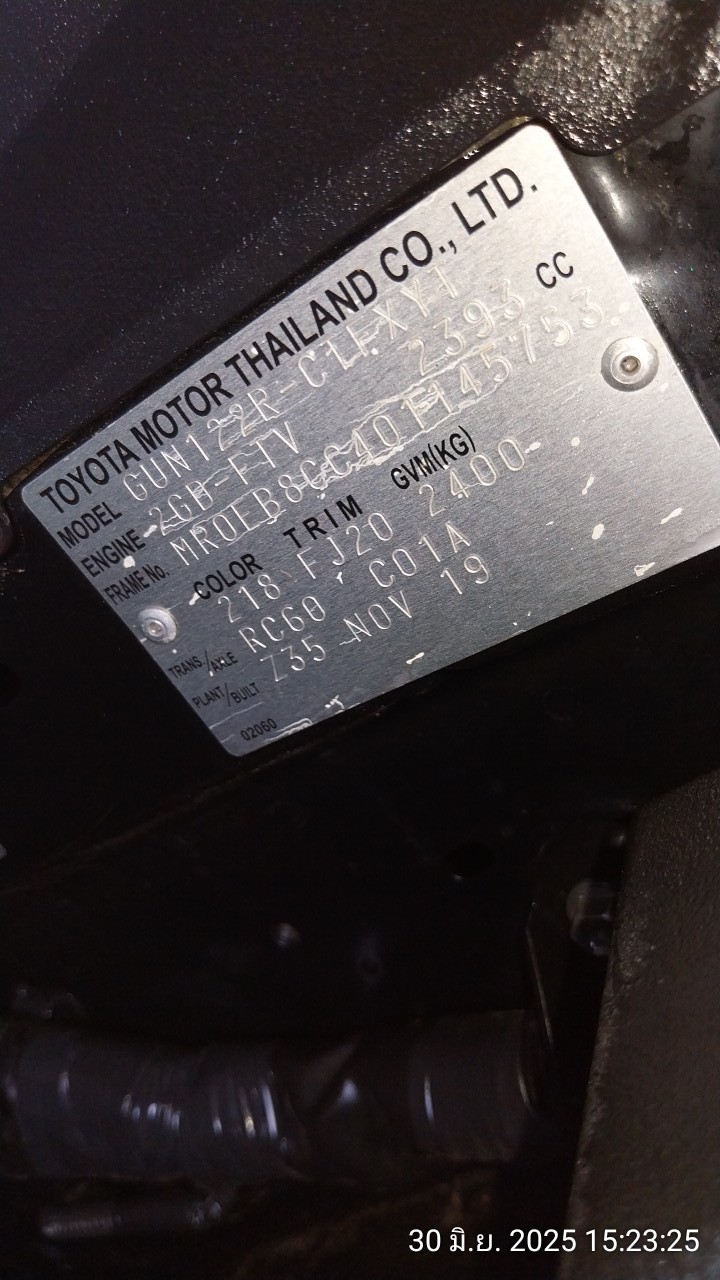 TOYOTA MOTOR THAILAND CO., LTD.
MODEL GUN122R-CTFXYT
ENGINE 2GD-FTV 2393 CC
FRAME No. MR0EB8CC401145753
COLOR TRIM GVM(KG)
218 FJ20 2400
TRANS./AXLE RC60 C01A
PLANT/BUILT Z35 NOV 19
02060
30 มิ.ย. 2025 15:23:25